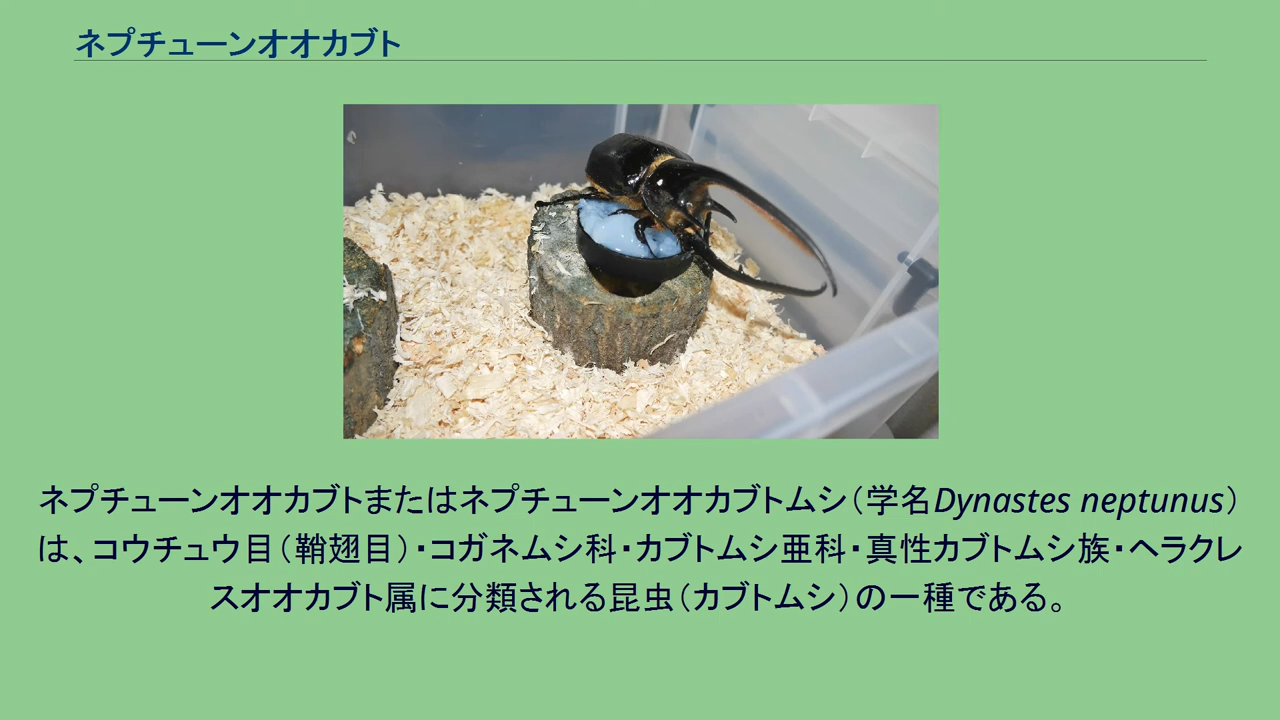 ネプチューンオオカブト
ネプチューンオオカブトまたはネプチューンオオカブトムシ（学名Dynastes neptunus）
は、コウチュウ目（鞘翅目）・コガネムシ科・カブトムシ亜科・真性カブトムシ族・ヘラクレ
スオオカブト属に分類される昆虫（カブトムシ）の一種である。